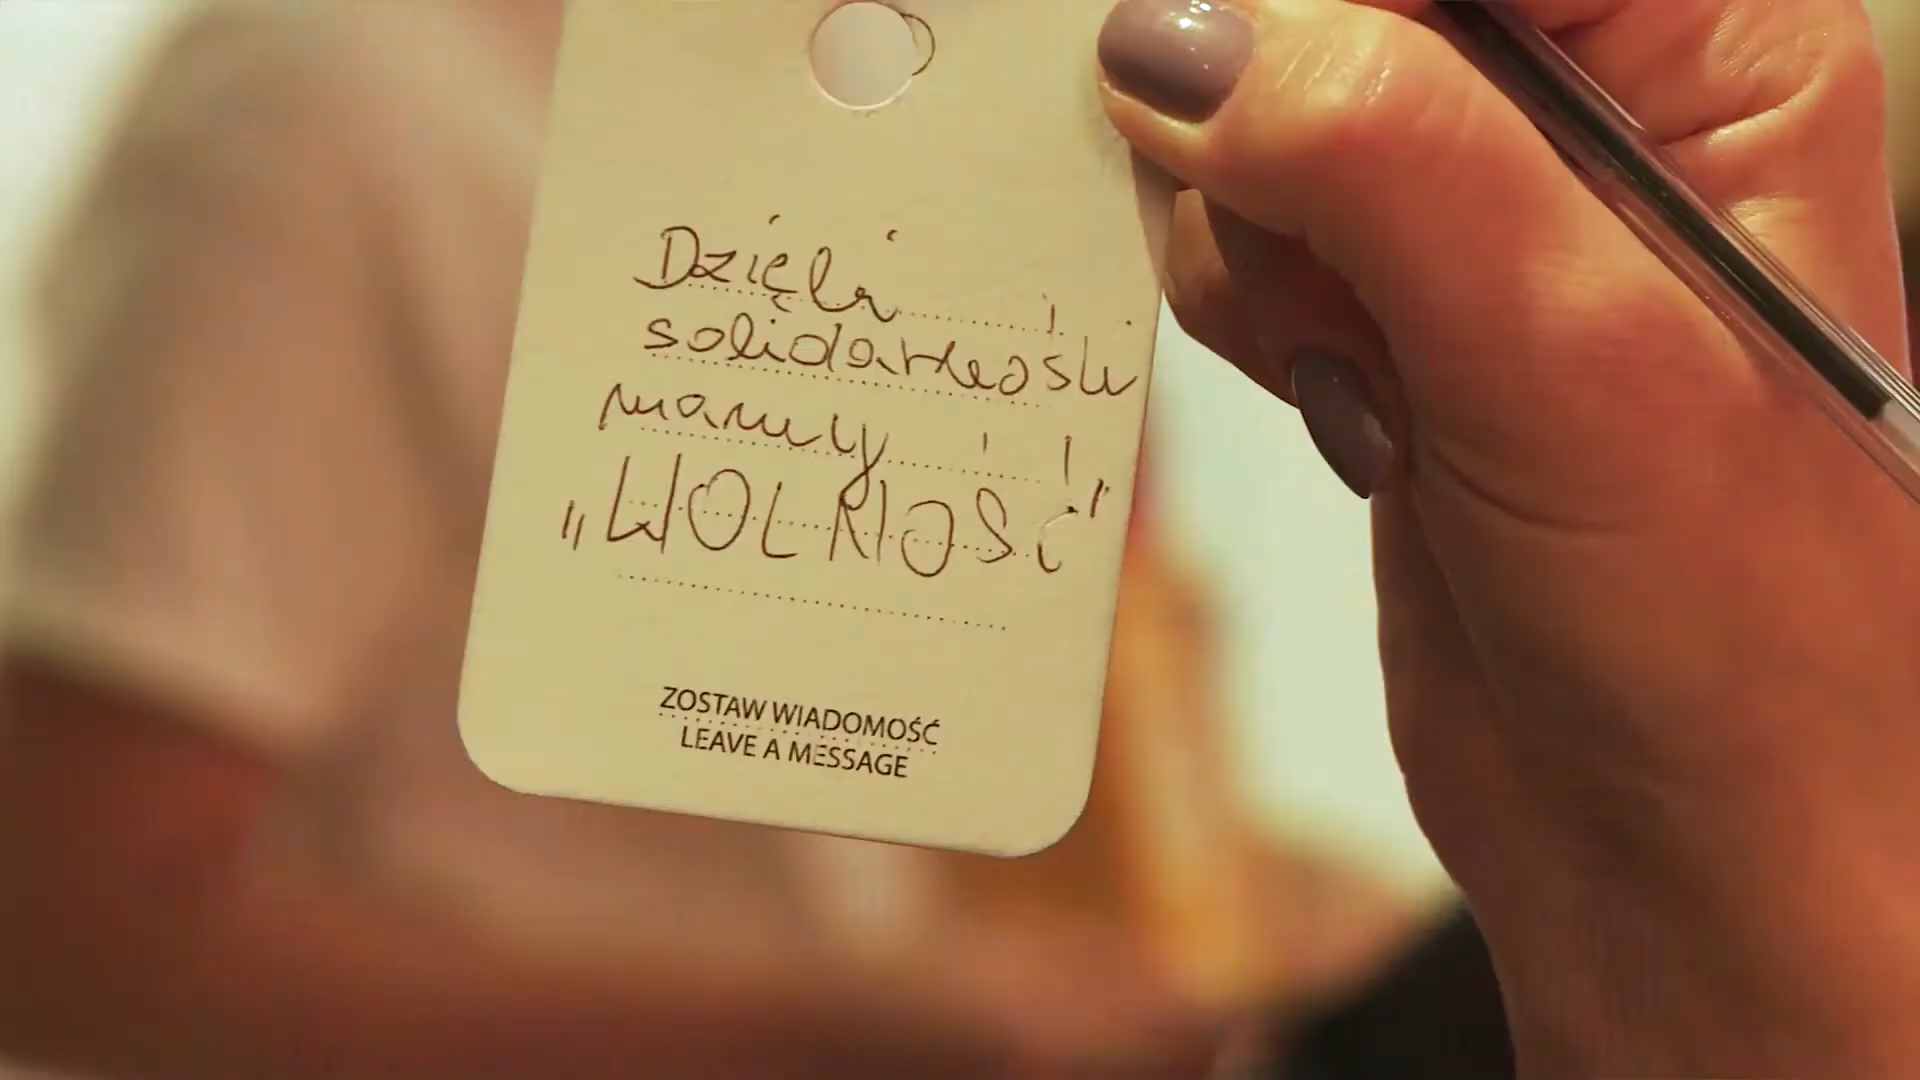 Dzięki
solidarności
mamy
„WOLNOŚĆ"
ZOSTAW WIADOMOŚĆ
LEAVE A MESSAGE